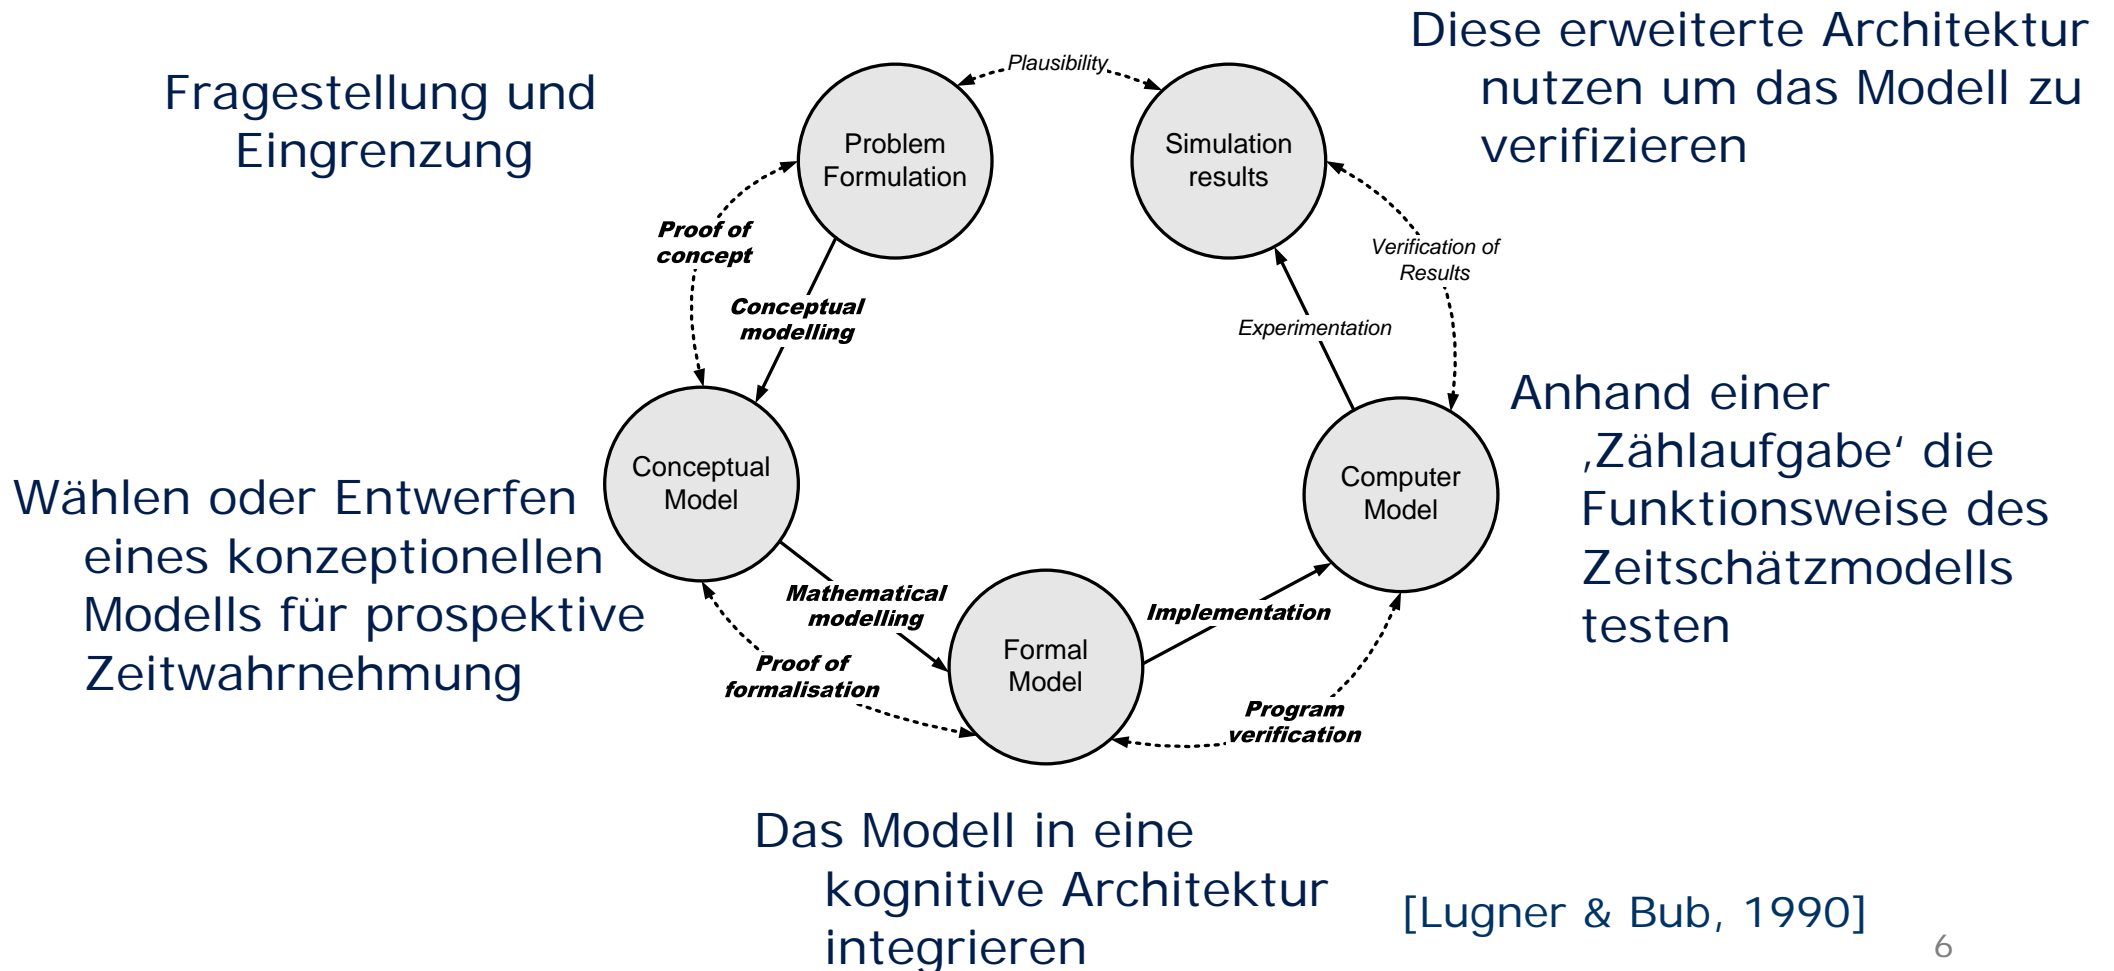 Fragestellung und
Eingrenzung
Diese erweiterte Architektur
nutzen um das Modell zu
verifizieren
Plausibility
Problem
Formulation
Simulation
results
Proof of
concept
Conceptual
modelling
Verification of
Results
Experimentation
Wählen oder Entwerfen
eines konzeptionellen
Modells für prospektive
Zeitwahrnehmung
Conceptual
Model
Computer
Model
Anhand einer
‚Zählaufgabe‘ die
Funktionsweise des
Zeitschätzmodells
testen
Mathematical
modelling
Proof of
formalisation
Formal
Model
Implementation
Program
verification
Das Modell in eine
kognitive Architektur
integrieren
[Lugner & Bub, 1990]
6